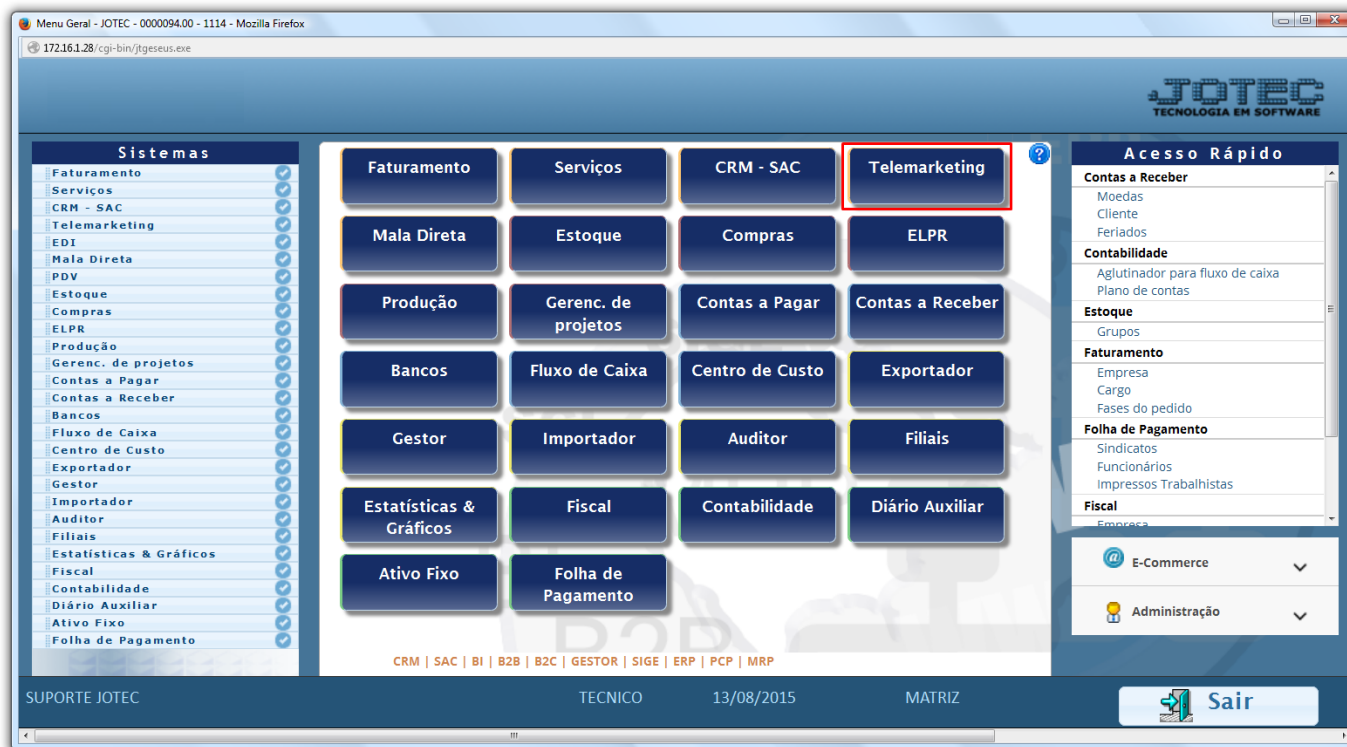 Menu Geral - JOTEC - 0000094.00 - 1114 - Mozilla Firefox
172.16.1.28/cgi-bin/jtgeseus.exe
JOTEC
TECNOLOGIA EM SOFTWARE
Sistemas
Faturamento
Serviços
CRM - SAC
Telemarketing
EDI
Mala Direta
PDV
Estoque
Compras
ELPR
Produção
Gerenc. de projetos
Contas a Pagar
Contas a Receber
Bancos
Fluxo de Caixa
Centro de Custo
Exportador
Gestor
Importador
Auditor
Filiais
Estatísticas & Gráficos
Fiscal
Contabilidade
Diário Auxiliar
Ativo Fixo
Folha de Pagamento
Faturamento
Serviços
CRM - SAC
Telemarketing
Mala Direta
Estoque
Compras
ELPR
Produção
Gerenc. de
projetos
Contas a Pagar
Contas a Receber
Bancos
Fluxo de Caixa
Centro de Custo
Exportador
Gestor
Importador
Auditor
Filiais
Estatísticas &
Gráficos
Fiscal
Contabilidade
Diário Auxiliar
Ativo Fixo
Folha de
Pagamento
B2B
CRM | SAC | BI | B2B | B2C | GESTOR | SIGE | ERP | PCP | MRP
?
Acesso Rápido
Contas a Receber
Moedas
Cliente
Feriados
Contabilidade
Aglutinador para fluxo de caixa
Plano de contas
Estoque
Grupos
Faturamento
Empresa
Cargo
Fases do pedido
Folha de Pagamento
Sindicatos
Funcionários
Impressos Trabalhistas
Fiscal
Empresa
@ E-Commerce
Administração
SUPORTE JOTEC
TECNICO
13/08/2015
MATRIZ
Sair